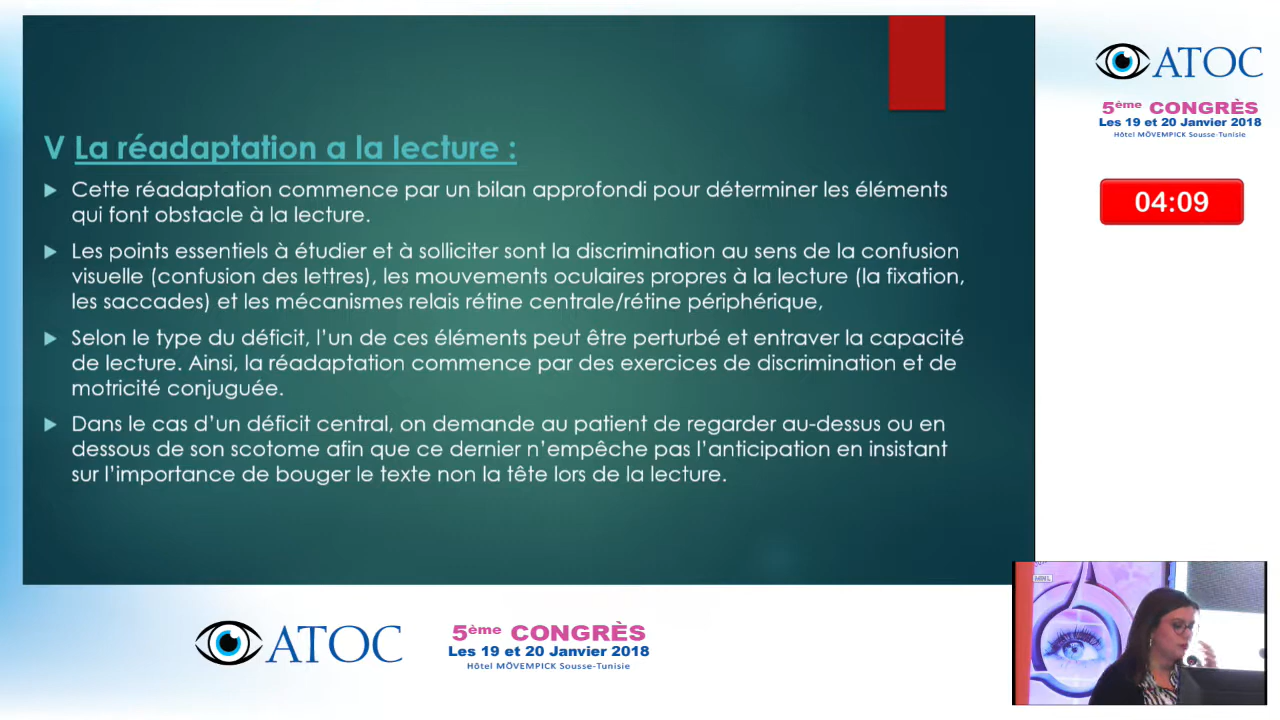 V La réadaptation a la lecture :
Cette réadaptation commence par un bilan approfondi pour déterminer les éléments
qui font obstacle à la lecture.
Les points essentiels à étudier et à solliciter sont la discrimination au sens de la confusion
visuelle (confusion des lettres), les mouvements oculaires propres à la lecture (la fixation,
les saccades) et les mécanismes relais rétine centrale/rétine périphérique,
Selon le type du déficit, l’un de ces éléments peut être perturbé et entraver la capacité
de lecture. Ainsi, la réadaptation commence par des exercices de discrimination et de
motricité conjuguée.
Dans le cas d’un déficit central, on demande au patient de regarder au-dessus ou en
dessous de son scotome afin que ce dernier n’empêche pas l’anticipation en insistant
sur l’importance de bouger le texte non la tête lors de la lecture.
ATOC
5ème CONGRÈS
Les 19 et 20 Janvier 2018
Hôtel MÖVEMPICK Sousse-Tunisie
04:09
ATOC
5ème CONGRÈS
Les 19 et 20 Janvier 2018
Hôtel MÖVEMPICK Sousse-Tunisie